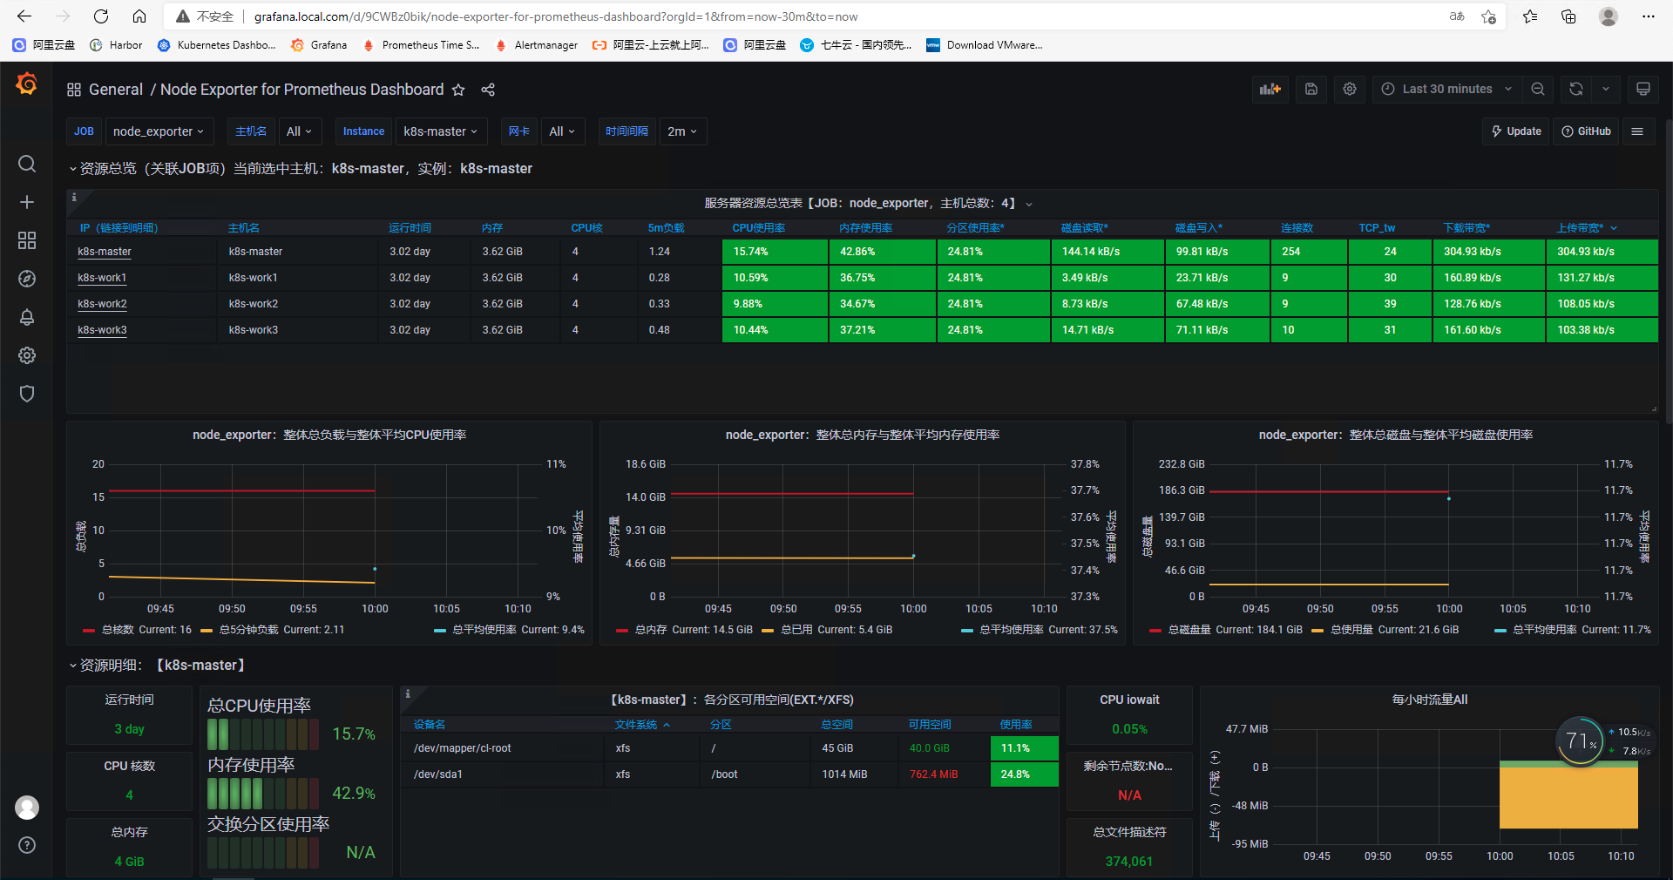 不安全 grafana.local.com/d/9CWBz0bik/node-exporter-for-prometheus-dashboard?orgId=1&from=now-30m&to=now
阿里云盘 Harbor Kubernetes Dashbo... Grafana Prometheus Time S... Alertmanager 阿里云-上云就上阿... 阿里云盘 七牛云 - 国内领先... Download VMware...
General / Node Exporter for Prometheus Dashboard Last 30 minutes
JOB node_exporter 主机名 All Instance k8s-master 网卡 All 时间间隔 2m Update GitHub
资源总览（关联JOB项）当前选中主机：k8s-master，实例：k8s-master
服务器资源总览表【JOB：node_exporter，主机总数：4】
IP（链接到明细） 主机名 运行时间 内存 CPU核 5m负载 CPU使用率 内存使用率 分区使用率* 磁盘读取* 磁盘写入* 连接数 TCP_tw 下载带宽* 上传带宽*
k8s-master k8s-master 3.02 day 3.62 GiB 4 1.24 15.74% 42.86% 24.81% 144.14 kB/s 99.81 kB/s 254 24 304.93 kb/s 304.93 kb/s
k8s-work1 k8s-work1 3.02 day 3.62 GiB 4 0.28 10.59% 36.75% 24.81% 3.49 kB/s 23.71 kB/s 9 30 160.89 kb/s 131.27 kb/s
k8s-work2 k8s-work2 3.02 day 3.62 GiB 4 0.33 9.88% 34.67% 24.81% 8.73 kB/s 67.48 kB/s 9 39 128.76 kb/s 108.05 kb/s
k8s-work3 k8s-work3 3.02 day 3.62 GiB 4 0.48 10.44% 37.21% 24.81% 14.71 kB/s 71.11 kB/s 10 31 161.60 kb/s 103.38 kb/s
node_exporter：整体总负载与整体平均CPU使用率
20 15 10 5 0
总负载
11% 10% 9%
平均使用率
09:45 09:50 09:55 10:00 10:05 10:10
总核数 Current: 16 总5分钟负载 Current: 2.11 总平均使用率 Current: 9.4%
node_exporter：整体总内存与整体平均内存使用率
18.6 GiB 14.0 GiB 9.31 GiB 4.66 GiB 0 B
总内存量
37.8% 37.7% 37.6% 37.5% 37.4% 37.3%
平均使用率
09:45 09:50 09:55 10:00 10:05 10:10
总内存 Current: 14.5 GiB 总已用 Current: 5.4 GiB 总平均使用率 Current: 37.5%
node_exporter：整体总磁盘与整体平均磁盘使用率
232.8 GiB 186.3 GiB 139.7 GiB 93.1 GiB 46.6 GiB 0 B
总磁盘量
11.7% 11.7% 11.7% 11.7% 11.7% 11.7%
平均使用率
09:45 09:50 09:55 10:00 10:05 10:10
总磁盘量 Current: 184.1 GiB 总使用量 Current: 21.6 GiB 总平均使用率 Current: 11.7%
资源明细：【k8s-master】
运行时间
3 day
CPU 核数
4
总内存
4 GiB
总CPU使用率
15.7%
内存使用率
42.9%
交换分区使用率
N/A
【k8s-master】：各分区可用空间(EXT.*/XFS)
设备名 文件系统 分区 总空间 可用空间 使用率
/dev/mapper/cl-root xfs / 45 GiB 40.0 GiB 11.1%
/dev/sda1 xfs /boot 1014 MiB 762.4 MiB 24.8%
CPU iowait
0.05%
剩余节点数:No...
N/A
总文件描述符
374,061
每小时流量All
47.7 MiB 0 B -48 MiB -95 MiB
上传（-）/下载（+）
09:45 09:50 09:55 10:00 10:05 10:10
71%
10.5K/s
7.8K/s